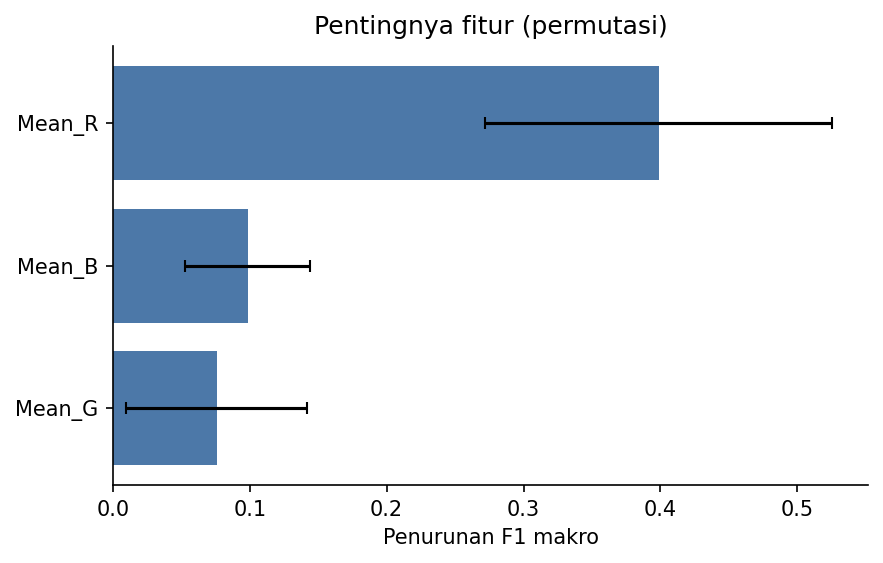 Pentingnya fitur (permutasi)
Mean_R
Mean_B
Mean_G
0.0 0.1 0.2 0.3 0.4 0.5
Penurunan F1 makro